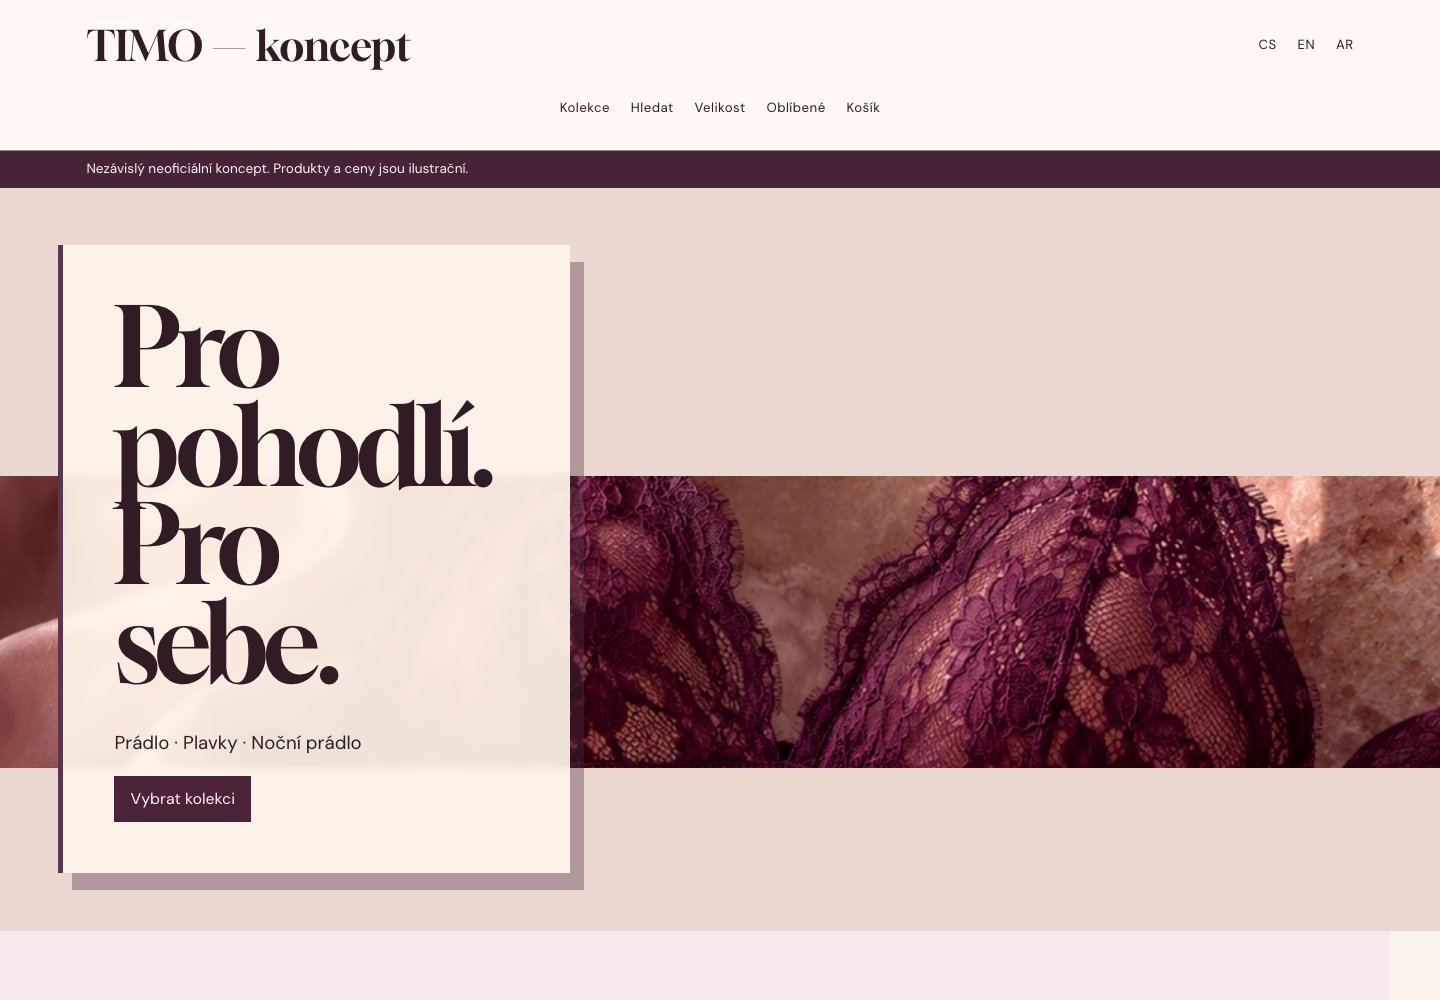 TIMO — koncept
CS EN AR
Kolekce Hledat Velikost Oblíbené Košík
Nezávislý neoficiální koncept. Produkty a ceny jsou ilustrační.
Pro
pohodlí.
Pro
sebe.
Prádlo · Plavky · Noční prádlo
Vybrat kolekci